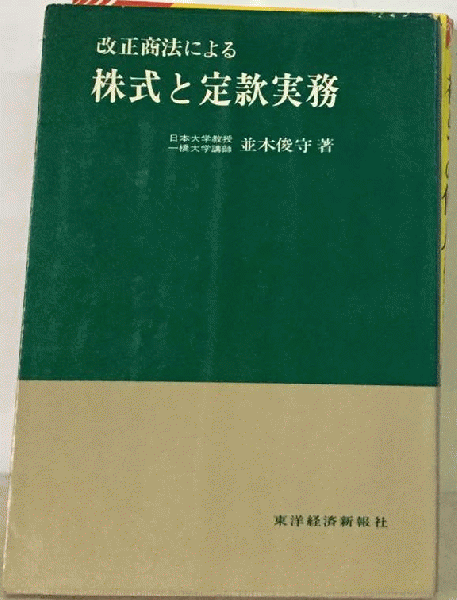 改正商法による
株式と定款実務
日本大学教授
一橋大学講師
並木俊守著
東洋経済新報社